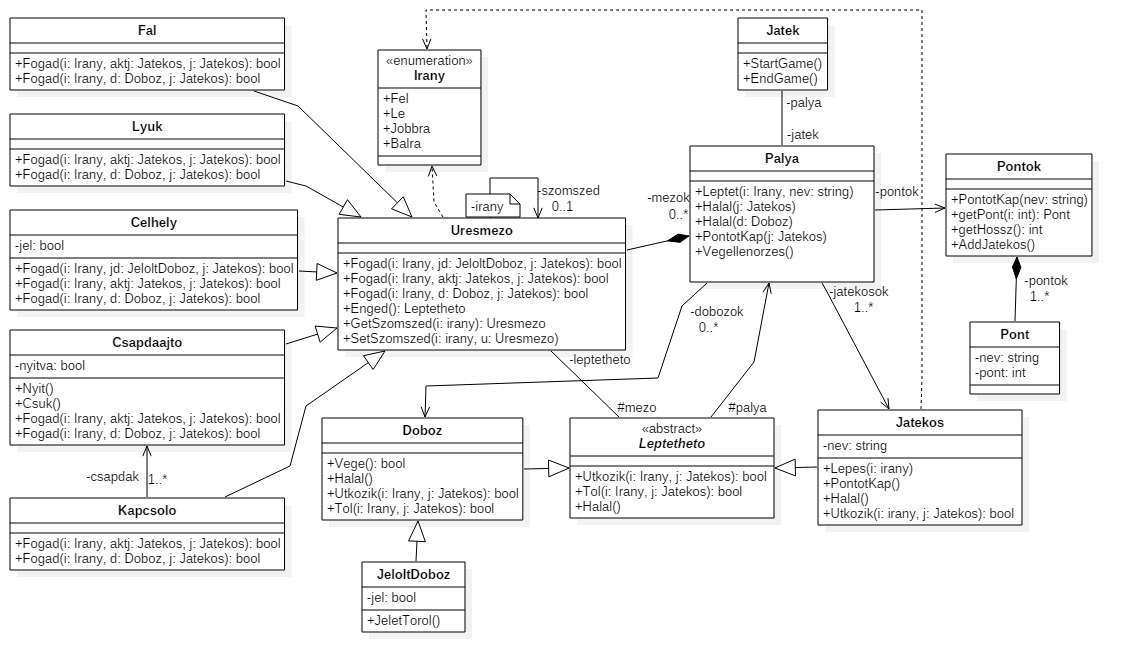 Fal
+Fogad(i: Irany, aktj: Jatekos, j: Jatekos): bool
+Fogad(i: Irany, d: Doboz, j: Jatekos): bool
Lyuk
+Fogad(i: Irany, aktj: Jatekos, j: Jatekos): bool
+Fogad(i: Irany, d: Doboz, j: Jatekos): bool
Celhely
-jel: bool
+Fogad(i: Irany, jd: JeloltDoboz, j: Jatekos): bool
+Fogad(i: Irany, aktj: Jatekos, j: Jatekos): bool
+Fogad(i: Irany, d: Doboz, j: Jatekos): bool
Csapdaajto
-nyitva: bool
+Nyit()
+Csuk()
+Fogad(i: Irany, aktj: Jatekos, j: Jatekos): bool
+Fogad(i: Irany, d: Doboz, j: Jatekos): bool
-csapdak
1..*
Kapcsolo
+Fogad(i: Irany, aktj: Jatekos, j: Jatekos): bool
+Fogad(i: Irany, d: Doboz, j: Jatekos): bool
«enumeration»
Irany
+Fel
+Le
+Jobbra
+Balra
-irany
-szomszed
0..1
Uresmezo
+Fogad(i: Irany, jd: JeloltDoboz, j: Jatekos): bool
+Fogad(i: Irany, aktj: Jatekos, j: Jatekos): bool
+Fogad(i: Irany, d: Doboz, j: Jatekos): bool
+Enged(): Leptetheto
+GetSzomszed(i: irany): Uresmezo
+SetSzomszed(i: irany, u: Uresmezo)
-leptetheto
#mezo
Jatek
+StartGame()
+EndGame()
-palya
-jatek
Palya
+Leptet(i: Irany, nev: string)
+Halal(j: Jatekos)
+Halal(d: Doboz)
+PontotKap(j: Jatekos)
+Vegellenorzes()
-mezok
0..*
-pontok
-dobozok
0..*
-jatekosok
1..*
#palya
Pontok
+PontotKap(nev: string)
+getPont(i: int): Pont
+getHossz(): int
+AddJatekos()
-pontok
1..*
Pont
-nev: string
-pont: int
Doboz
+Vege(): bool
+Halal()
+Utkozik(i: Irany, j: Jatekos): bool
+Tol(i: Irany, j: Jatekos): bool
«abstract»
Leptetheto
+Utkozik(i: Irany, j: Jatekos): bool
+Tol(i: Irany, j: Jatekos): bool
+Halal()
Jatekos
-nev: string
+Lepes(i: irany)
+PontotKap()
+Halal()
+Utkozik(i: irany, j: Jatekos): bool
JeloltDoboz
-jel: bool
+JeletTorol()